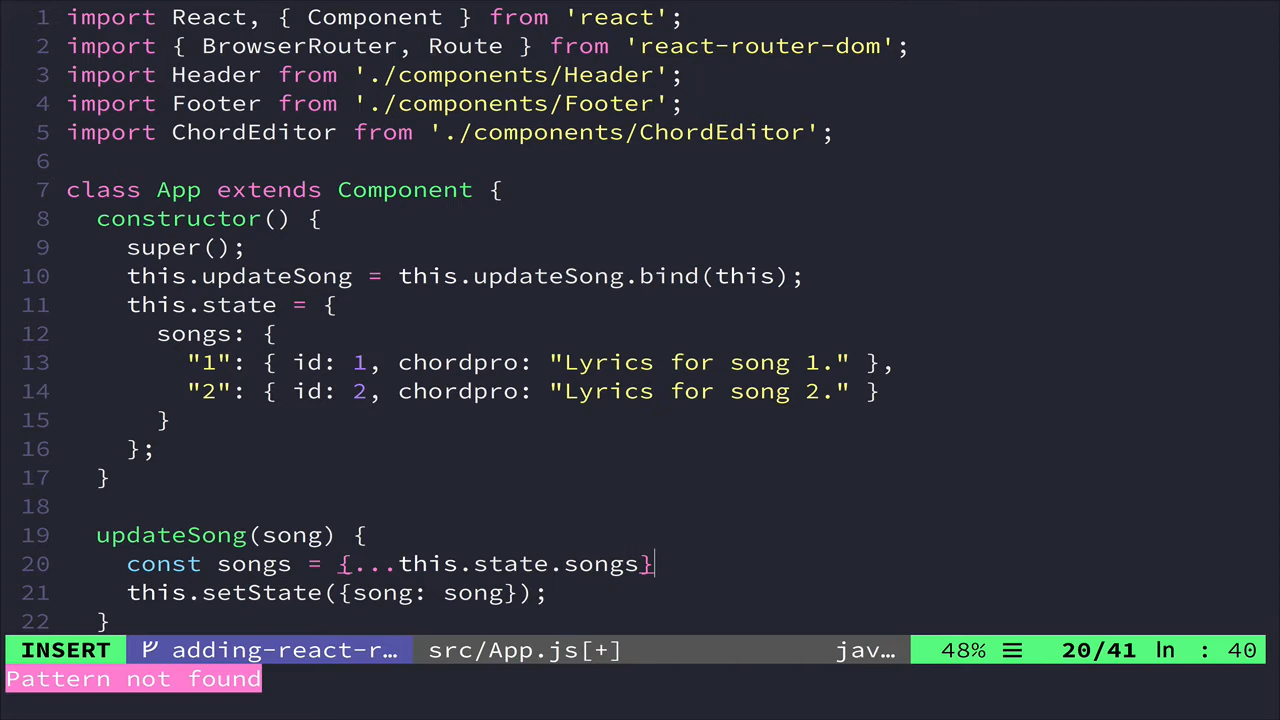 1 import React, { Component } from 'react';
2 import { BrowserRouter, Route } from 'react-router-dom';
3 import Header from './components/Header';
4 import Footer from './components/Footer';
5 import ChordEditor from './components/ChordEditor';
6
7 class App extends Component {
8 constructor() {
9 super();
10 this.updateSong = this.updateSong.bind(this);
11 this.state = {
12 songs: {
13 "1": { id: 1, chordpro: "Lyrics for song 1." },
14 "2": { id: 2, chordpro: "Lyrics for song 2." }
15 }
16 };
17 }
18
19 updateSong(song) {
20 const songs = {...this.state.songs}
21 this.setState({song: song});
22 }
INSERT adding-react-r… src/App.js[+] jav… 48% ☰ 20/41 ln : 40
Pattern not found